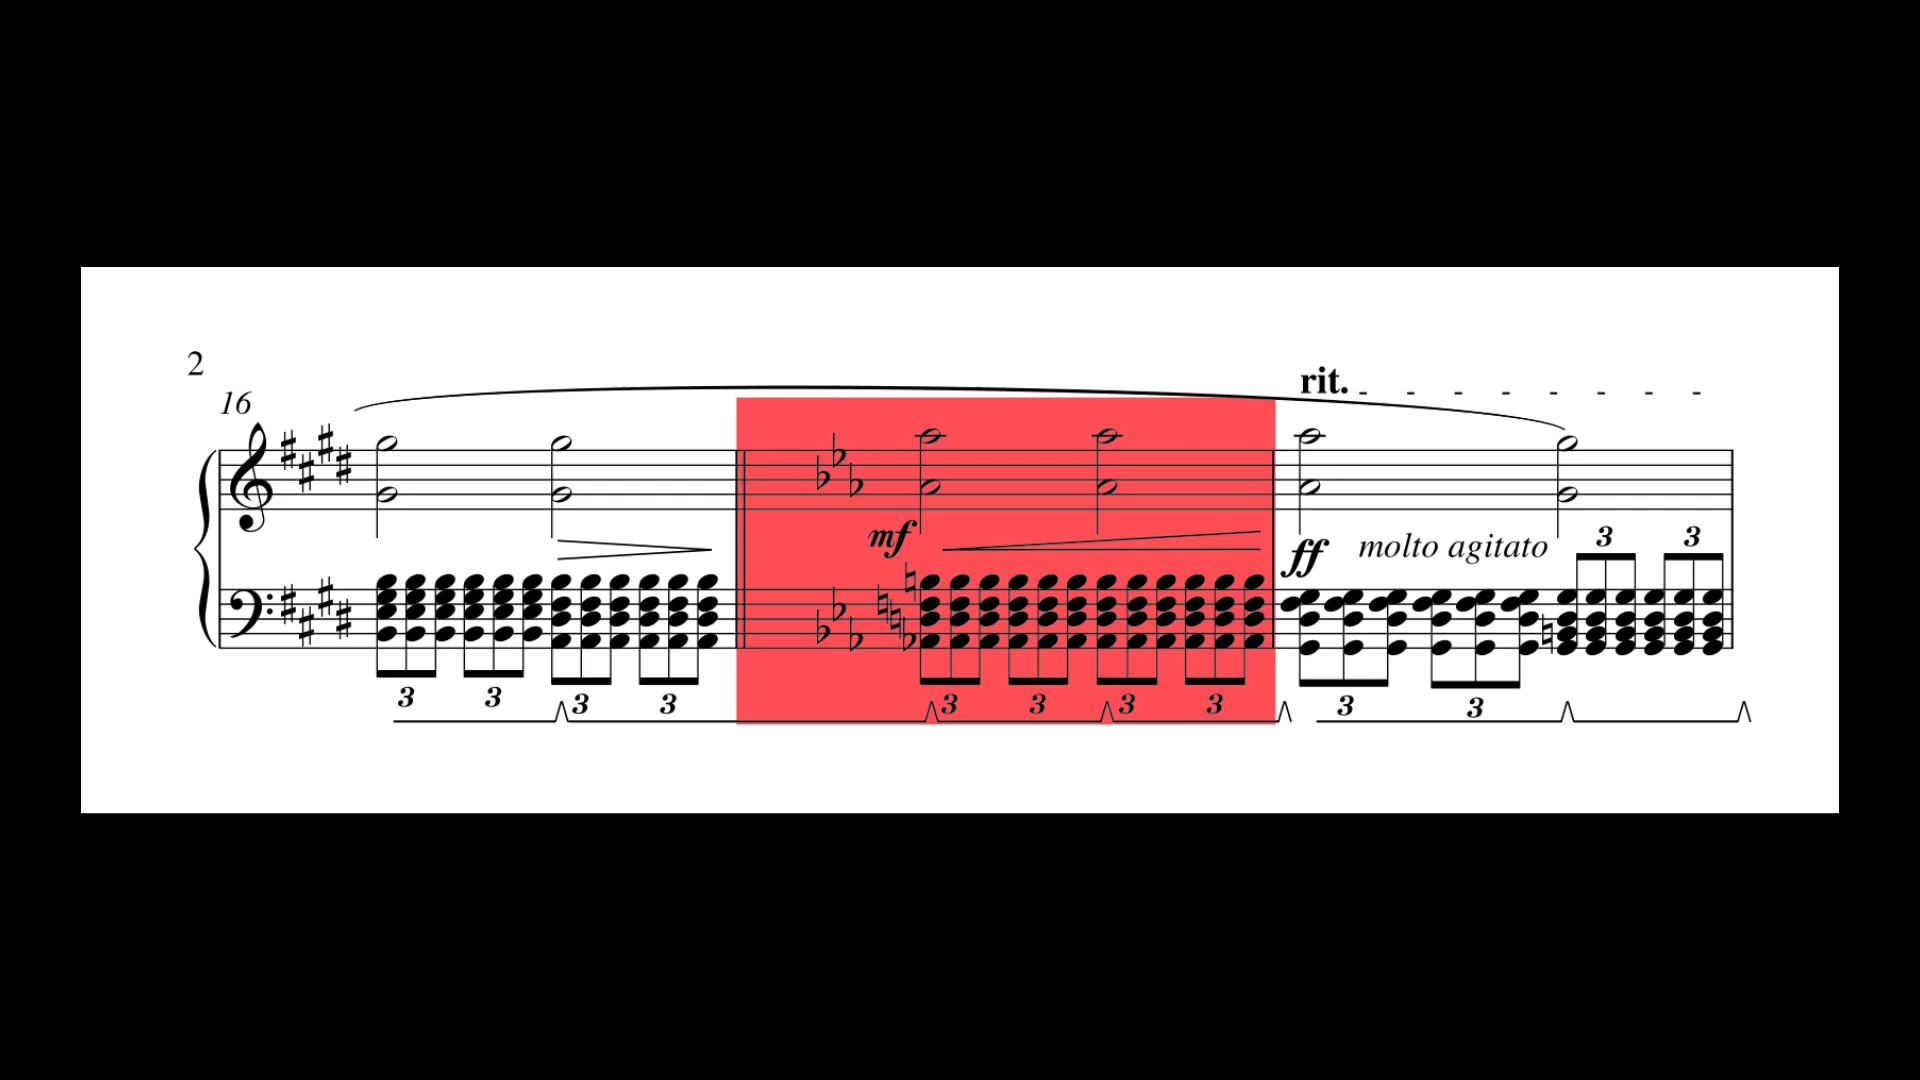 2
rit.
16
mf
ff molto agitato
3 3
3 3 3 3 3 3 3 3 3 3